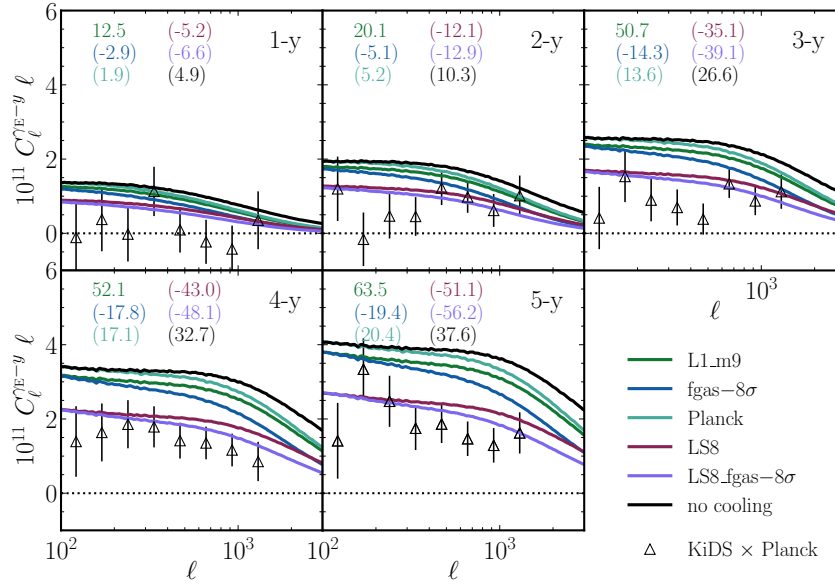 6
4
2
0
10^11 C_ℓ^{γE−y} ℓ
12.5 (-5.2)
(-2.9) (-6.6)
(1.9) (4.9)
1-y
20.1 (-12.1)
(-5.1) (-12.9)
(5.2) (10.3)
2-y
50.7 (-35.1)
(-14.3) (-39.1)
(13.6) (26.6)
3-y
10^3
ℓ
6
4
2
0
10^11 C_ℓ^{γE−y} ℓ
52.1 (-43.0)
(-17.8) (-48.1)
(17.1) (32.7)
4-y
63.5 (-51.1)
(-19.4) (-56.2)
(20.4) (37.6)
5-y
10^2 10^3
ℓ
10^2 10^3
ℓ
L1_m9
fgas−8σ
Planck
LS8
LS8_fgas−8σ
no cooling
KiDS × Planck